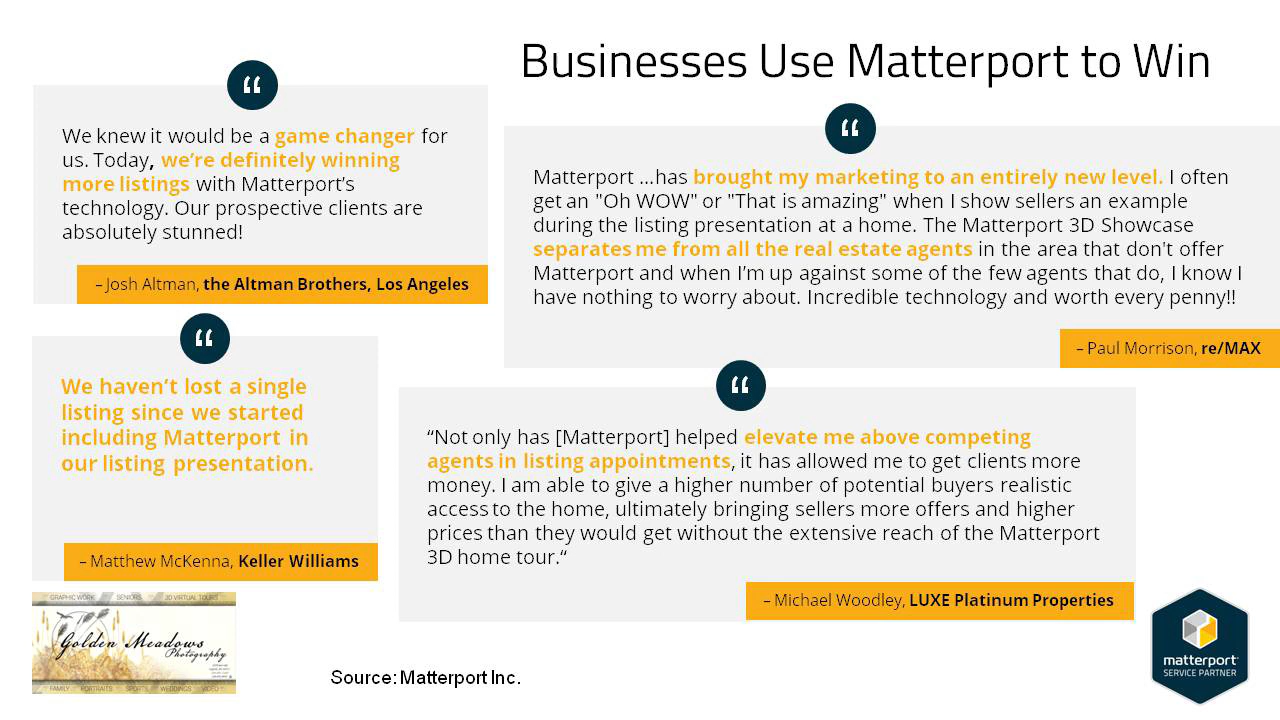 Businesses Use Matterport to Win
We knew it would be a game changer for
us. Today, we’re definitely winning
more listings with Matterport’s
technology. Our prospective clients are
absolutely stunned!
– Josh Altman, the Altman Brothers, Los Angeles
Matterport ...has brought my marketing to an entirely new level. I often
get an "Oh WOW" or "That is amazing" when I show sellers an example
during the listing presentation at a home. The Matterport 3D Showcase
separates me from all the real estate agents in the area that don't offer
Matterport and when I’m up against some of the few agents that do, I know I
have nothing to worry about. Incredible technology and worth every penny!!
– Paul Morrison, re/MAX
We haven’t lost a single
listing since we started
including Matterport in
our listing presentation.
– Matthew McKenna, Keller Williams
“Not only has [Matterport] helped elevate me above competing
agents in listing appointments, it has allowed me to get clients more
money. I am able to give a higher number of potential buyers realistic
access to the home, ultimately bringing sellers more offers and higher
prices than they would get without the extensive reach of the Matterport
3D home tour.“
– Michael Woodley, LUXE Platinum Properties
GRAPHIC WORK SENIORS 3D VIRTUAL TOURS
Golden Meadows
Photography
FAMILY PORTRAITS SPORTS WEDDINGS VIDEO
Source: Matterport Inc.
matterport
SERVICE PARTNER